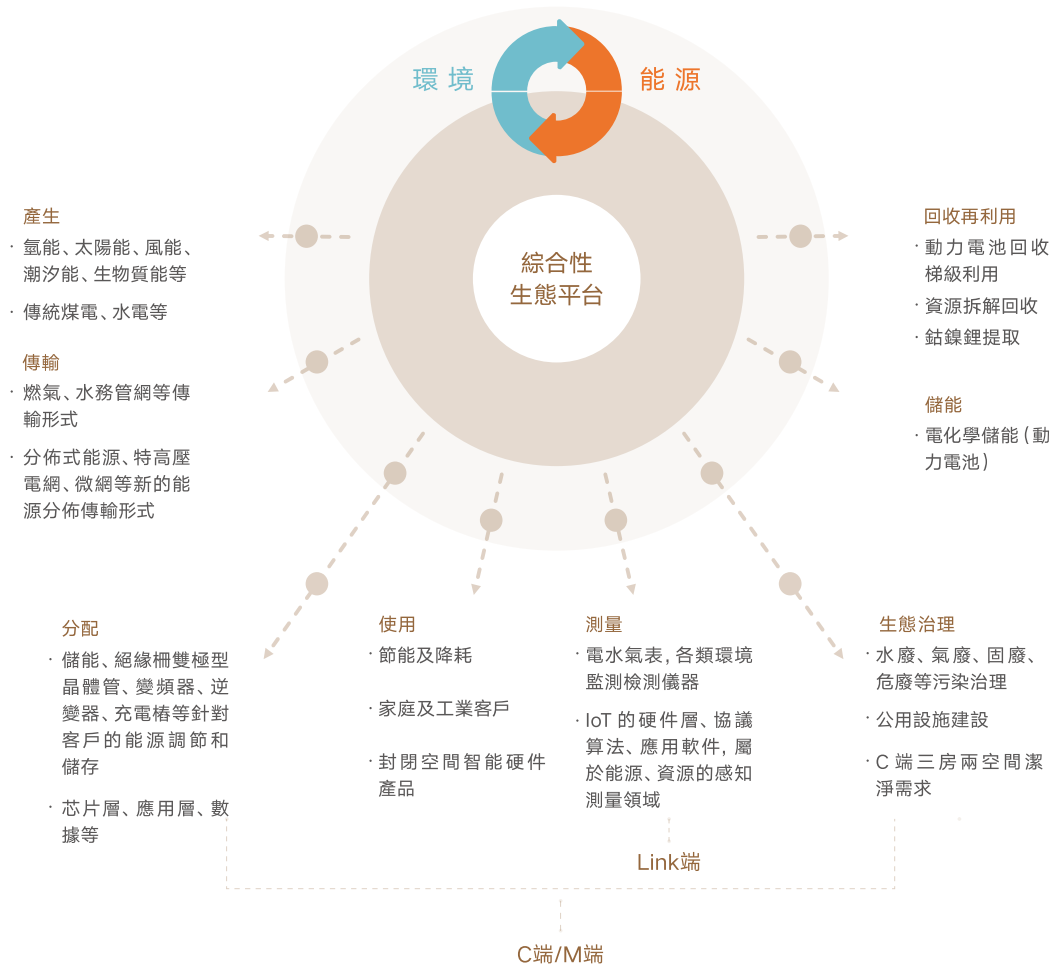 環境
能源
綜合性
生態平台
產生
· 氫能、太陽能、風能、
潮汐能、生物質能等
· 傳統煤電、水電等
傳輸
· 燃氣、水務管網等傳
輸形式
· 分佈式能源、特高壓
電網、微網等新的能
源分佈傳輸形式
回收再利用
· 動力電池回收
梯級利用
· 資源拆解回收
· 鈷鎳鋰提取
儲能
· 電化學儲能(動
力電池)
分配
· 儲能、絕緣柵雙極型
晶體管、變頻器、逆
變器、充電樁等針對
客戶的能源調節和
儲存
· 芯片層、應用層、數
據等
使用
· 節能及降耗
· 家庭及工業客戶
· 封閉空間智能硬件
產品
測量
· 電水氣表,各類環境
監測檢測儀器
· IoT的硬件層、協議
算法、應用軟件,屬
於能源、資源的感知
測量領域
生態治理
· 水廢、氣廢、固廢、
危廢等污染治理
· 公用設施建設
· C端三房兩空間潔
淨需求
Link端
C端/M端